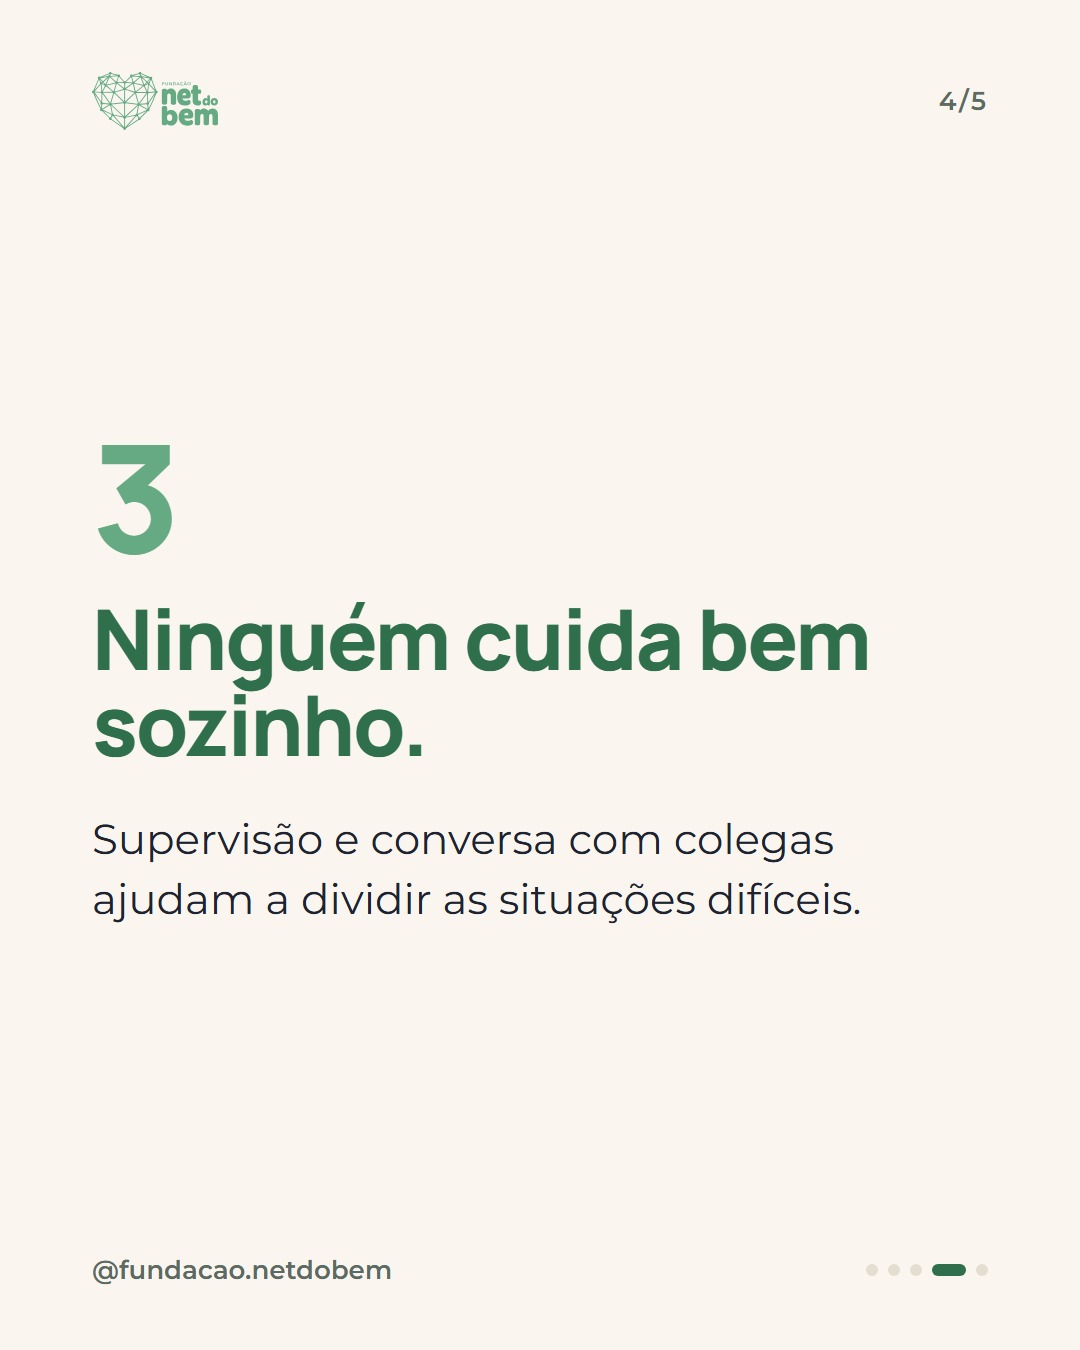 FUNDAÇÃO
net do
bem
4/5
3
Ninguém cuida bem
sozinho.
Supervisão e conversa com colegas
ajudam a dividir as situações difíceis.
@fundacao.netdobem